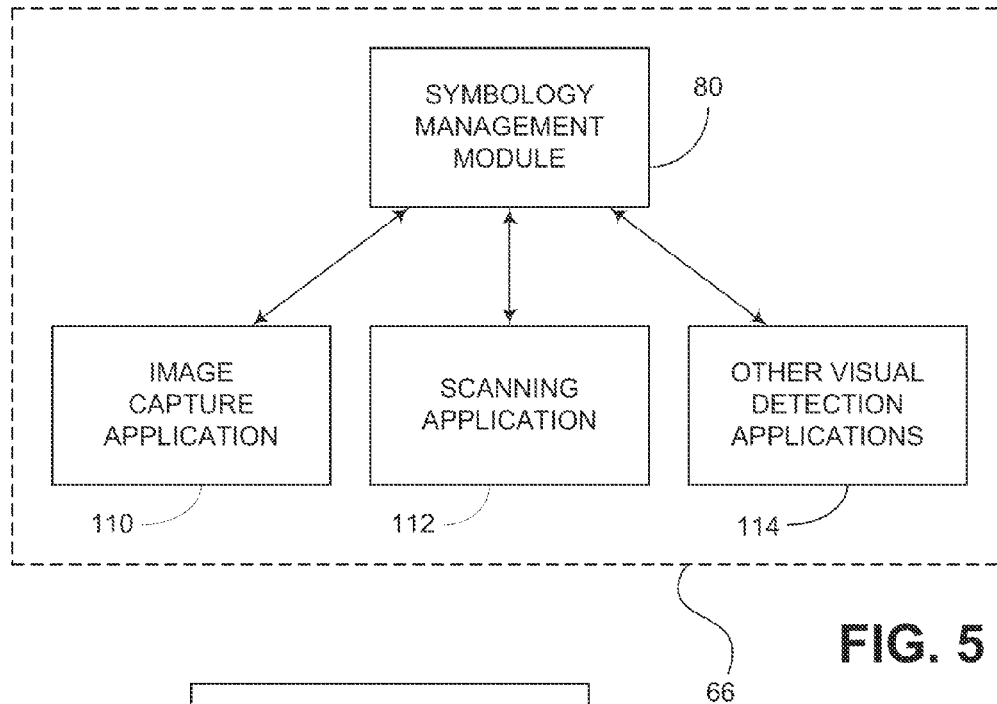 SYMBOLOGY
MANAGEMENT
MODULE
80
IMAGE
CAPTURE
APPLICATION
SCANNING
APPLICATION
OTHER VISUAL
DETECTION
APPLICATIONS
110
112
114
FIG. 5
66